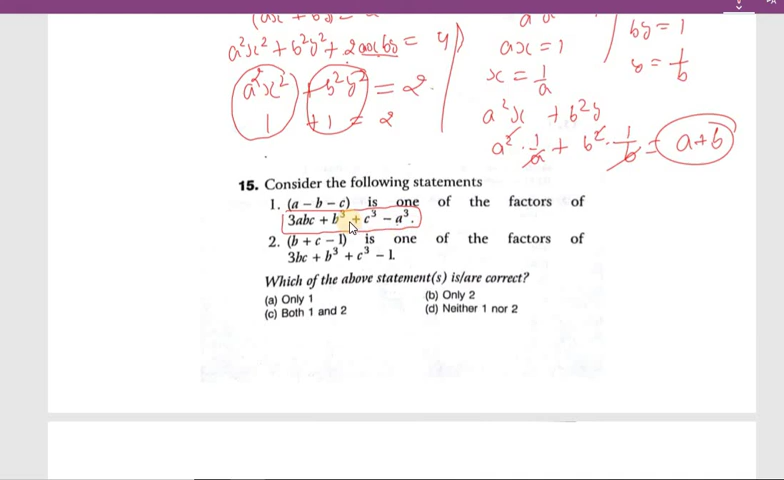 a²x² + b²y² + 2axby = 4
ax = 1
by = 1
x = 1/a
y = 1/b
a²x² + b²y² = 2
1 + 1 = 2
a²x + b²y
a² · 1/a + b² · 1/b = a+b
15. Consider the following statements
1. (a − b − c) is one of the factors of
3abc + b³ + c³ − a³.
2. (b + c − 1) is one of the factors of
3bc + b³ + c³ − 1.
Which of the above statement(s) is/are correct?
(a) Only 1 (b) Only 2
(c) Both 1 and 2 (d) Neither 1 nor 2